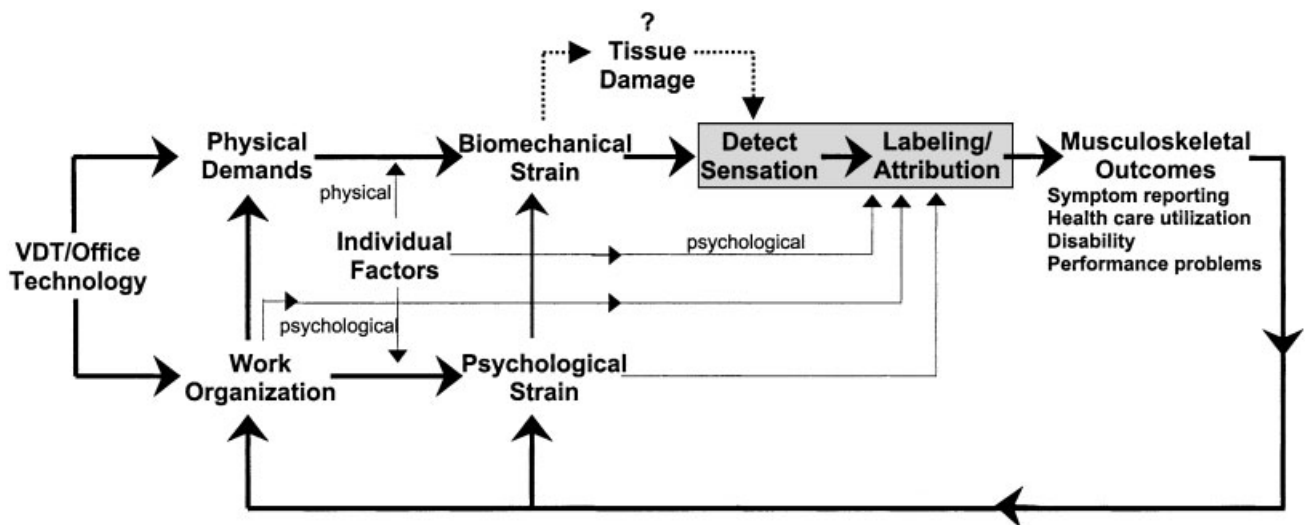 ?
Tissue
Damage
Physical
Demands
Biomechanical
Strain
Detect
Sensation
Labeling/
Attribution
Musculoskeletal
Outcomes
Symptom reporting
Health care utilization
Disability
Performance problems
physical
VDT/Office
Technology
Individual
Factors
psychological
psychological
Work
Organization
Psychological
Strain